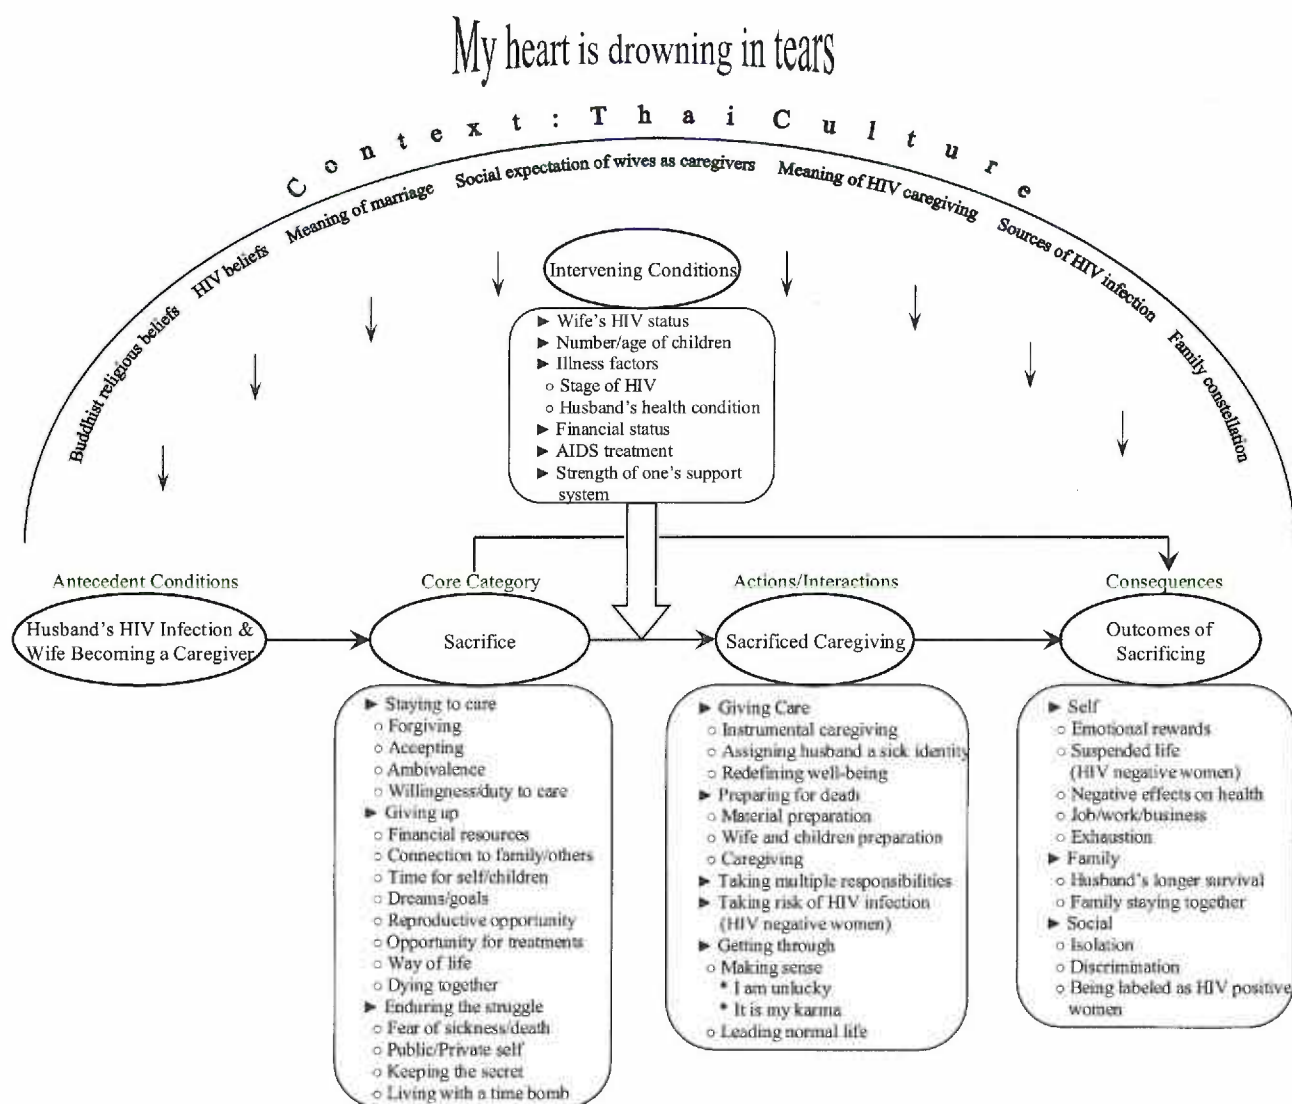 My heart is drowning in tears
Context: Thai Culture
Buddhist religious beliefs HIV beliefs Meaning of marriage Social expectation of wives as caregivers Meaning of HIV caregiving Sources of HIV infection Family constellation
Intervening Conditions
► Wife's HIV status
► Number/age of children
► Illness factors
○ Stage of HIV
○ Husband's health condition
► Financial status
► AIDS treatment
► Strength of one's support
system
Antecedent Conditions
Husband's HIV Infection &
Wife Becoming a Caregiver
Core Category
Sacrifice
► Staying to care
○ Forgiving
○ Accepting
○ Ambivalence
○ Willingness/duty to care
► Giving up
○ Financial resources
○ Connection to family/others
○ Time for self/children
○ Dreams/goals
○ Reproductive opportunity
○ Opportunity for treatments
○ Way of life
○ Dying together
► Enduring the struggle
○ Fear of sickness/death
○ Public/Private self
○ Keeping the secret
○ Living with a time bomb
Actions/Interactions
Sacrificed Caregiving
► Giving Care
○ Instrumental caregiving
○ Assigning husband a sick identity
○ Redefining well-being
► Preparing for death
○ Material preparation
○ Wife and children preparation
○ Caregiving
► Taking multiple responsibilities
► Taking risk of HIV infection
(HIV negative women)
► Getting through
○ Making sense
* I am unlucky
* It is my karma
○ Leading normal life
Consequences
Outcomes of
Sacrificing
► Self
○ Emotional rewards
○ Suspended life
(HIV negative women)
○ Negative effects on health
○ Job/work/business
○ Exhaustion
► Family
○ Husband's longer survival
○ Family staying together
► Social
○ Isolation
○ Discrimination
○ Being labeled as HIV positive
women